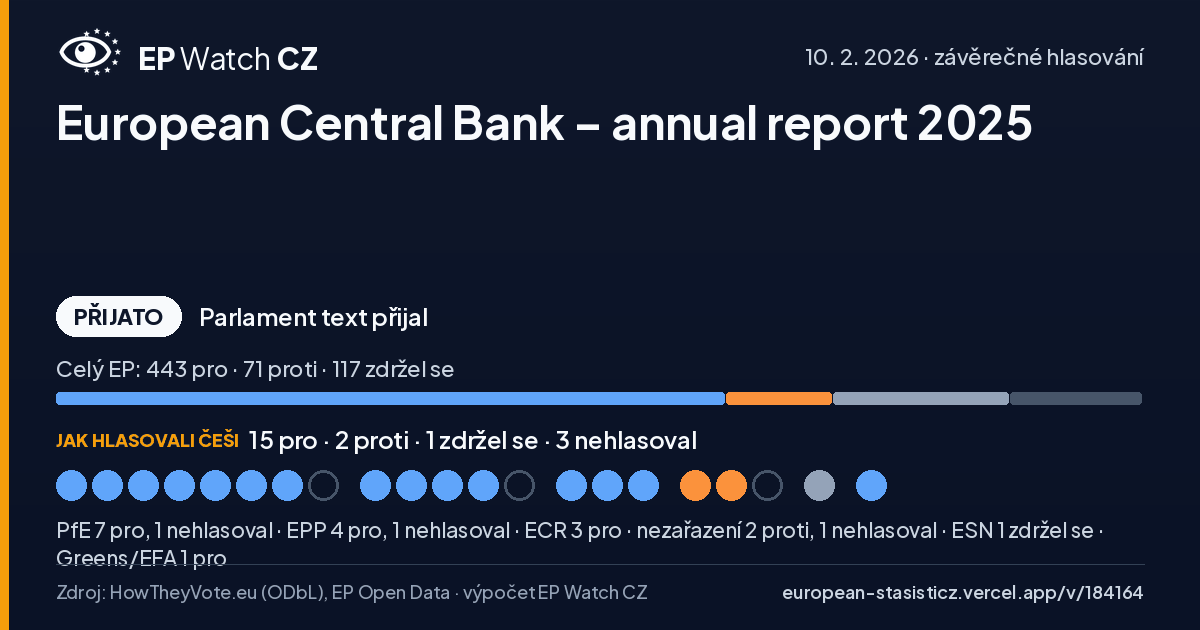 EP Watch CZ
10. 2. 2026 · závěrečné hlasování
European Central Bank – annual report 2025
PŘIJATO Parlament text přijal
Celý EP: 443 pro · 71 proti · 117 zdržel se
JAK HLASOVALI ČEŠI 15 pro · 2 proti · 1 zdržel se · 3 nehlasoval
PfE 7 pro, 1 nehlasoval · EPP 4 pro, 1 nehlasoval · ECR 3 pro · nezařazení 2 proti, 1 nehlasoval · ESN 1 zdržel se ·
Greens/EFA 1 pro
Zdroj: HowTheyVote.eu (ODbL), EP Open Data · výpočet EP Watch CZ
european-stasisticz.vercel.app/v/184164